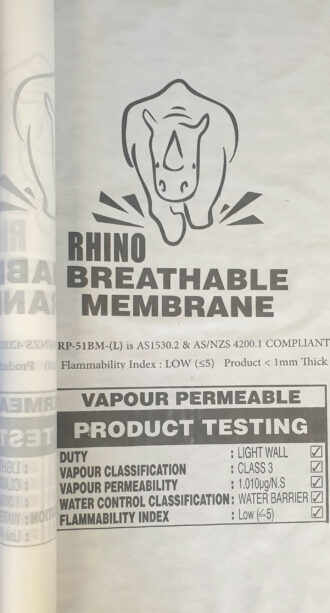 RHINO
BREATHABLE
MEMBRANE
RP-51BM-(L) is AS1530.2 & AS/NZS 4200.1 COMPLIANT
Flammability Index : LOW (≤5) Product < 1mm Thick
VAPOUR PERMEABLE
PRODUCT TESTING
DUTY : LIGHT WALL ☑
VAPOUR CLASSIFICATION : CLASS 3 ☑
VAPOUR PERMEABILITY : 1.010µg/N.S ☑
WATER CONTROL CLASSIFICATION: WATER BARRIER ☑
FLAMMABILITY INDEX : Low (≤5) ☑